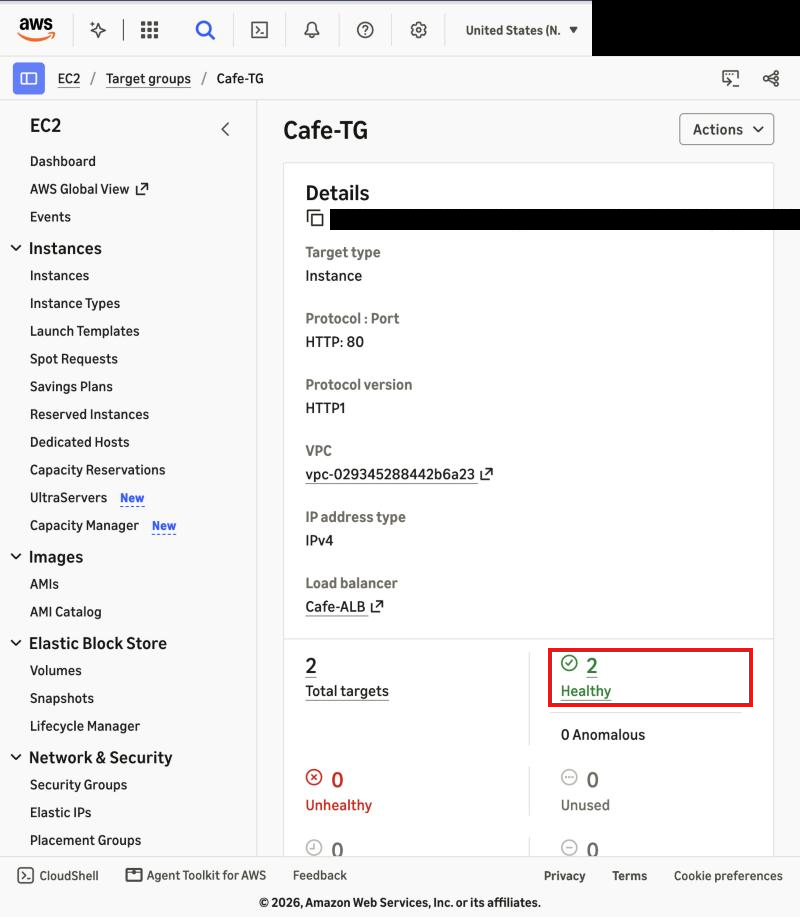 aws
United States (N.
EC2 / Target groups / Cafe-TG
EC2
Dashboard
AWS Global View
Events
Instances
Instances
Instance Types
Launch Templates
Spot Requests
Savings Plans
Reserved Instances
Dedicated Hosts
Capacity Reservations
UltraServers New
Capacity Manager New
Images
AMIs
AMI Catalog
Elastic Block Store
Volumes
Snapshots
Lifecycle Manager
Network & Security
Security Groups
Elastic IPs
Placement Groups
Cafe-TG
Actions
Details
Target type
Instance
Protocol : Port
HTTP: 80
Protocol version
HTTP1
VPC
vpc-029345288442b6a23
IP address type
IPv4
Load balancer
Cafe-ALB
2
Total targets
2
Healthy
0 Anomalous
0
Unhealthy
0
Unused
0
0
CloudShell
Agent Toolkit for AWS
Feedback
Privacy
Terms
Cookie preferences
© 2026, Amazon Web Services, Inc. or its affiliates.